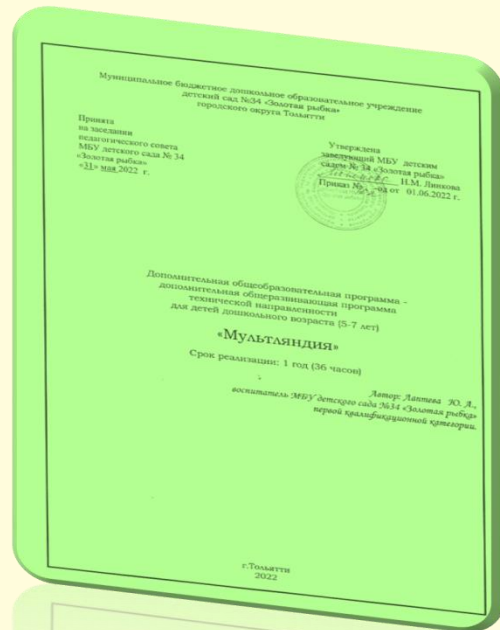 Муниципальное бюджетное дошкольное образовательное учреждение
детский сад №34 «Золотая рыбка»
городского округа Тольятти
Принята
на заседании
педагогического совета
МБУ детского сада № 34
«Золотая рыбка»
«31» мая 2022 г.
Утверждена
заведующий МБУ детским
садом № 34 «Золотая рыбка»
Н.М. Линкова
Приказ № -од от 01.06.2022 г.
Дополнительная общеобразовательная программа -
дополнительная общеразвивающая программа
технической направленности
для детей дошкольного возраста (5-7 лет)
«Мультляндия»
Срок реализации: 1 год (36 часов)
Автор: Лаптева Ю. А.,
воспитатель МБУ детского сада №34 «Золотая рыбка»
первой квалификационной категории.
г.Тольятти
2022